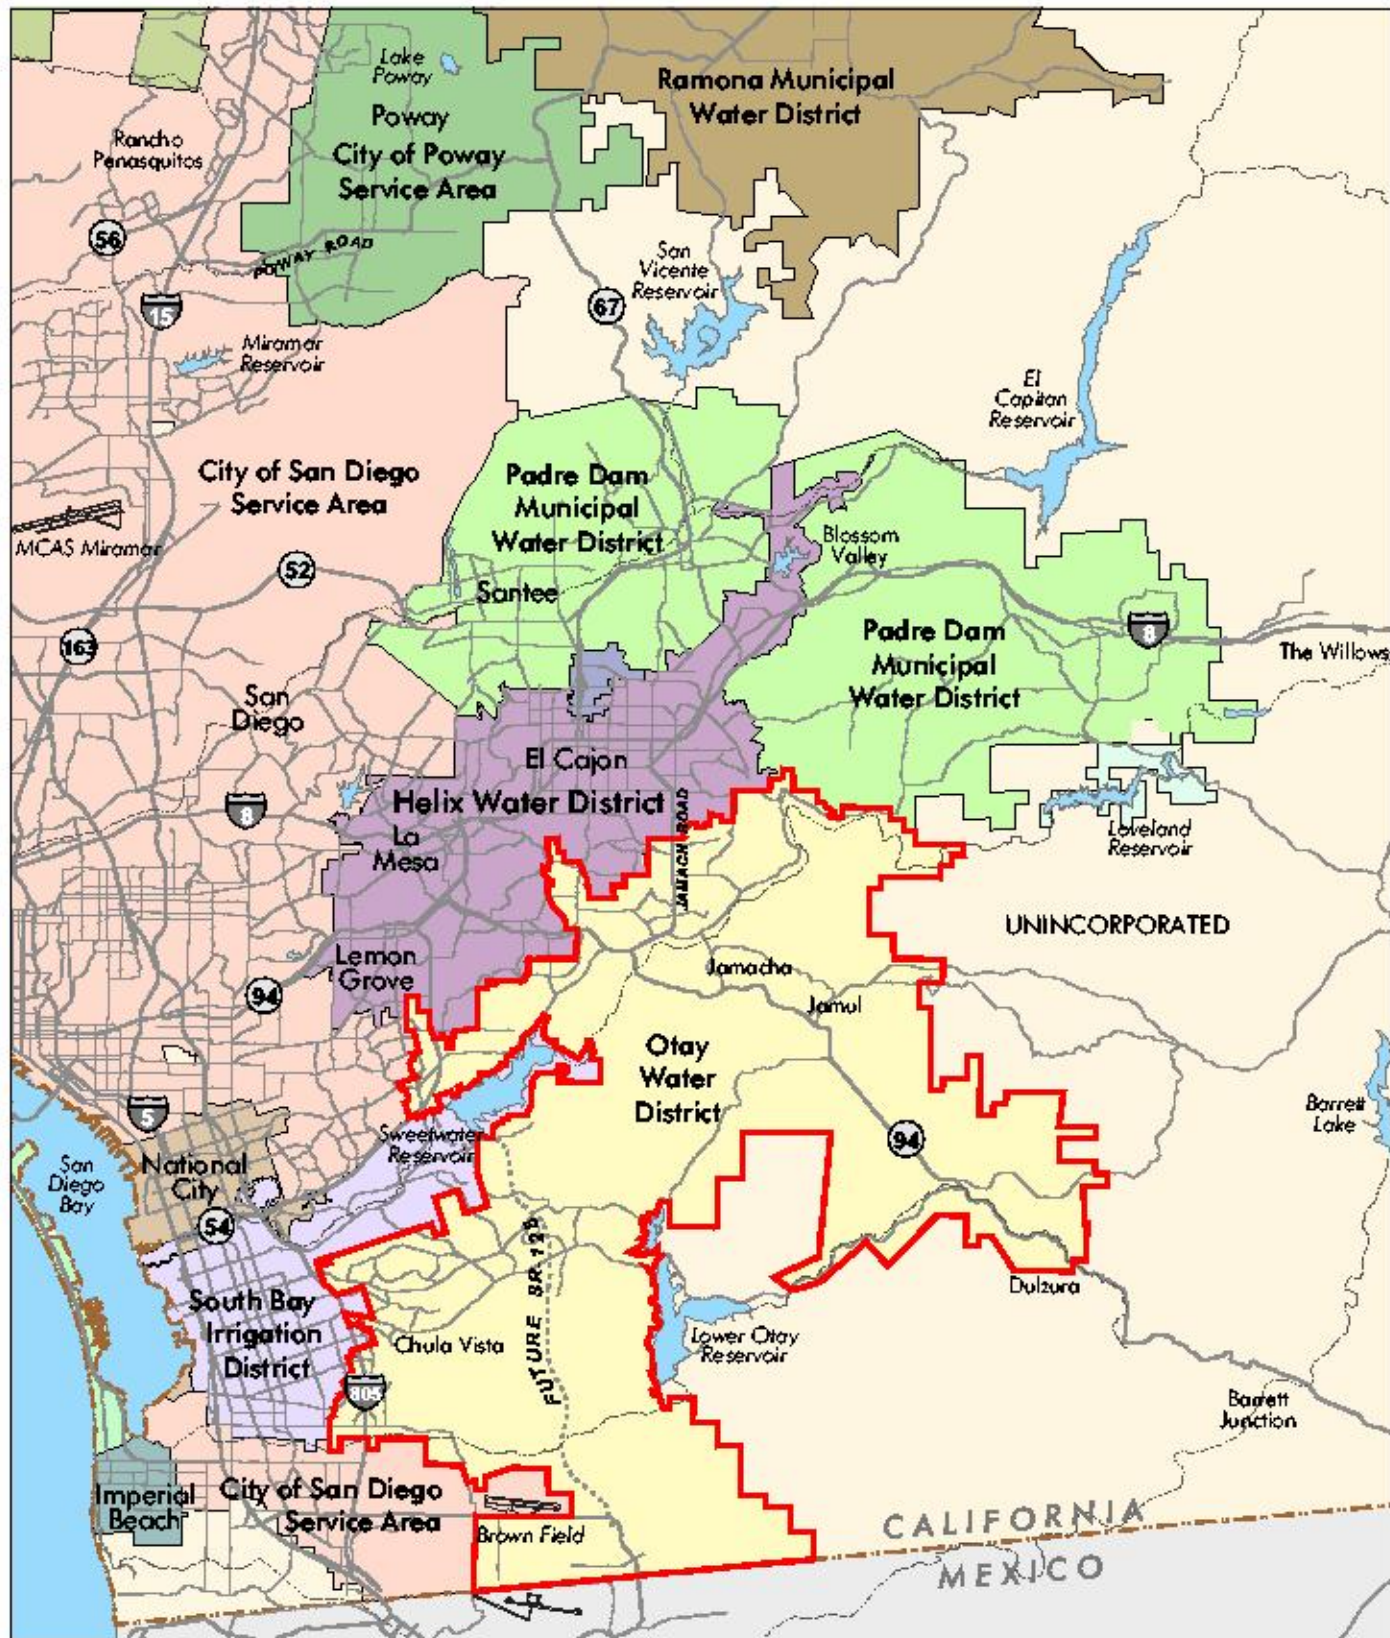 Lake
Poway
Ramona Municipal
Water District
Poway
City of Poway
Service Area
Rancho
Penasquitos
56
POWAY ROAD
San
Vicente
Reservoir
67
15
Miramar
Reservoir
El
Capitan
Reservoir
City of San Diego
Service Area
Padre Dam
Municipal
Water District
MCAS Miramar
Blossom
Valley
52
Santee
163
Padre Dam
Municipal
Water District
8
The Willows
San
Diego
El Cajon
Helix Water District
8
La
Mesa
JAMACH ROAD
Loveland
Reservoir
UNINCORPORATED
Lemon
Grove
Jamacha
94
Jamul
Otay
Water
District
5
Sweetwater
Reservoir
94
Barrett
Lake
San
Diego
Bay
National
City
54
FUTURE SR-125
Dulzura
South Bay
Irrigation
District
Chula Vista
Lower Otay
Reservoir
805
Barrett
Junction
Imperial
Beach
City of San Diego
Service Area
Brown Field
CALIFORNIA
MEXICO